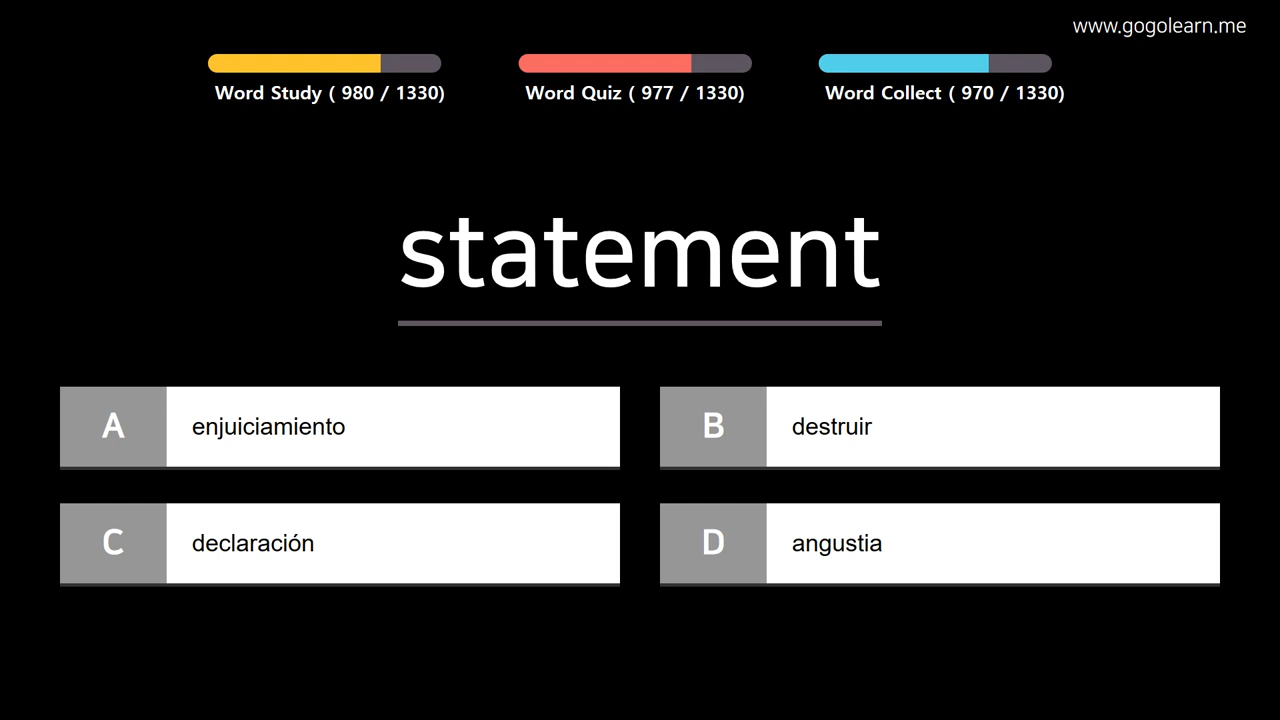 www.gogolearn.me
Word Study ( 980 / 1330)
Word Quiz ( 977 / 1330)
Word Collect ( 970 / 1330)
statement
A enjuiciamiento
B destruir
C declaración
D angustia